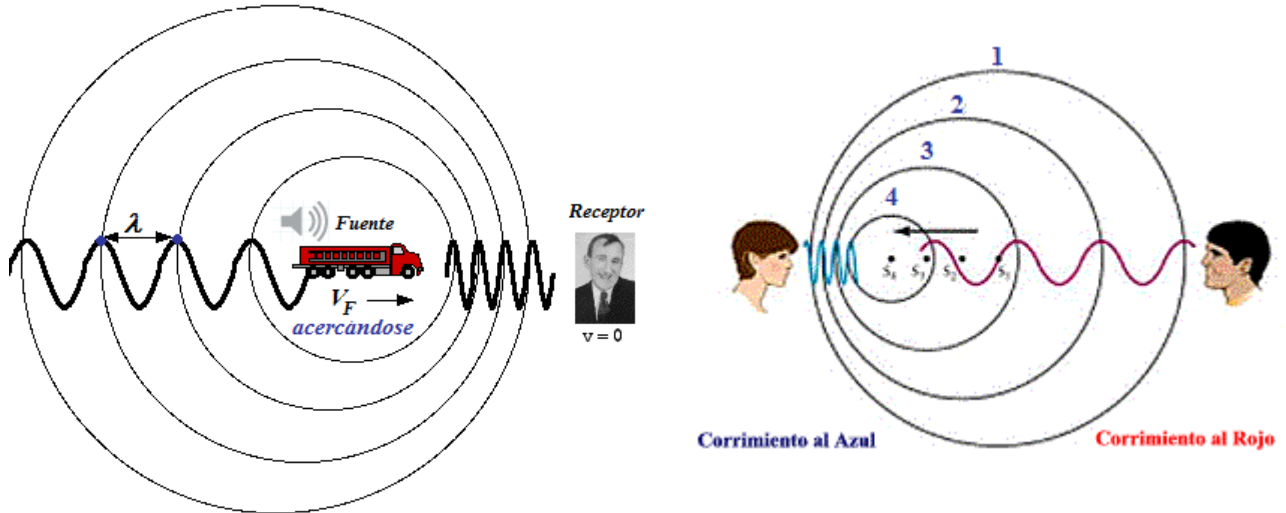 λ
Fuente
Receptor
V_F
acercándose
v = 0
1
2
3
4
S₄ S₃ S₂ S₁
Corrimiento al Azul
Corrimiento al Rojo